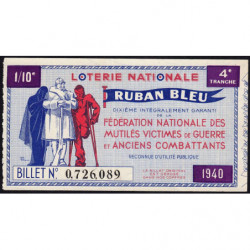 1/10e
LOTERIE NATIONALE
4e
TRANCHE
RUBAN BLEU
DIXIÈME INTÉGRALEMENT GARANTI
DE LA
FÉDÉRATION NATIONALE DES
MUTILÉS VICTIMES DE GUERRE
ET ANCIENS COMBATTANTS
RECONNUE D'UTILITÉ PUBLIQUE
BILLET No 0.726,089
1940